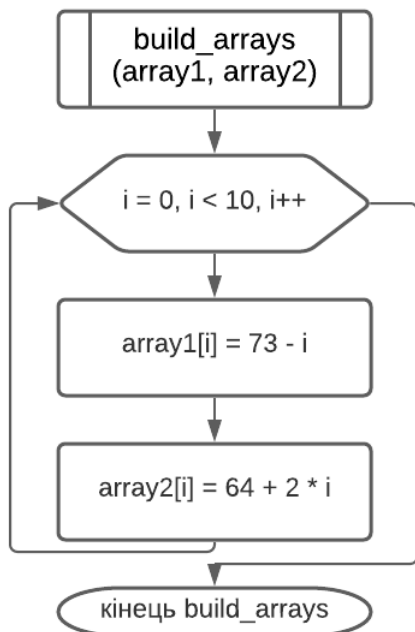 build_arrays
(array1, array2)
i = 0, i < 10, i++
array1[i] = 73 - i
array2[i] = 64 + 2 * i
кінець build_arrays